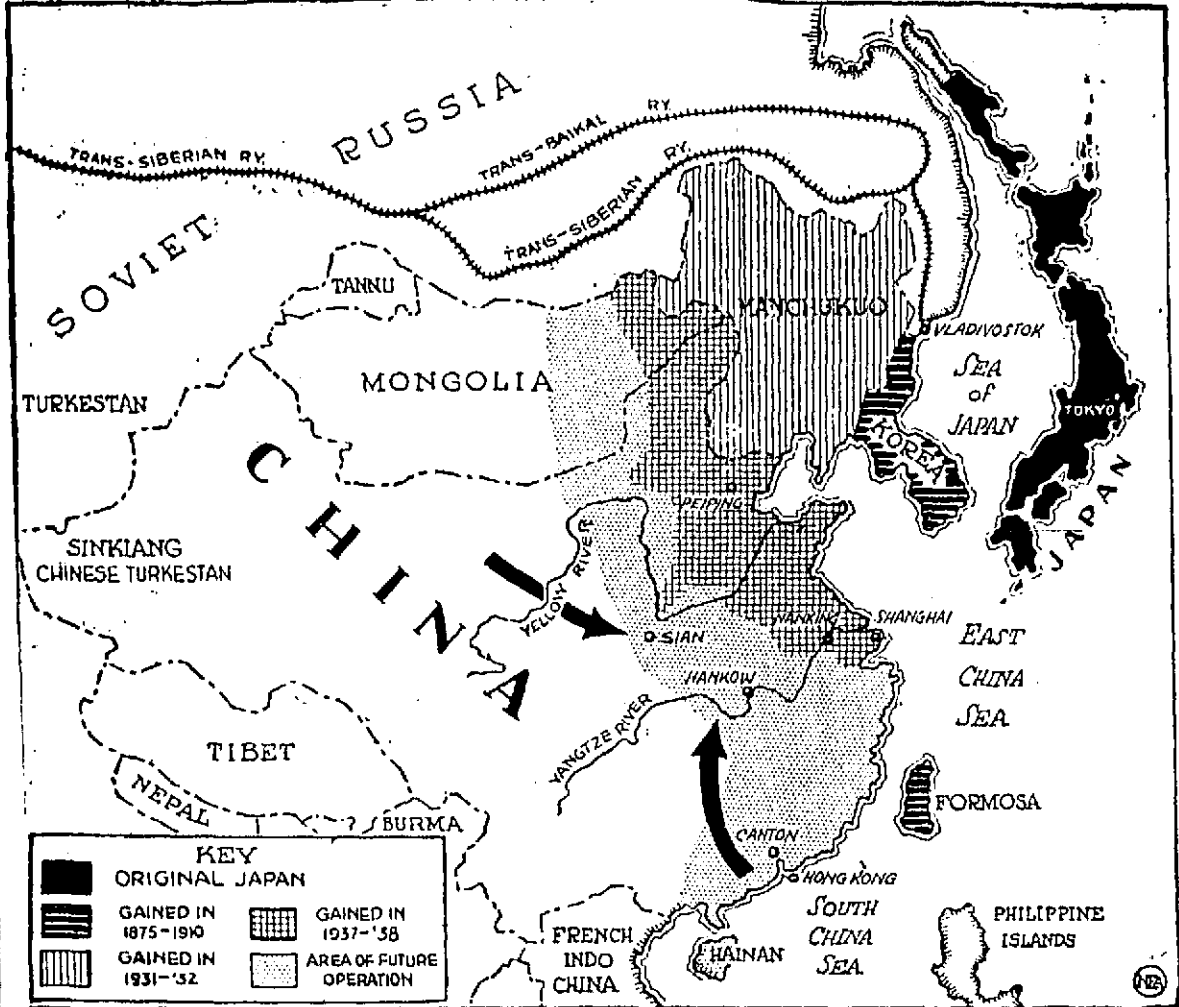 RUSSIA
SOVIET
TRANS-SIBERIAN RY.
TRANS-BAIKAL RY.
TRANS-SIBERIAN RY.
TANNU
MONGOLIA
MANCHUKUO
VLADIVOSTOK
SEA
of
JAPAN
TOKYO
JAPAN
KOREA
TURKESTAN
CHINA
PEIPING
SINKIANG
CHINESE TURKESTAN
YELLOW RIVER
SIAN
NANKING
SHANGHAI
EAST
CHINA
SEA
HANKOW
YANGTZE RIVER
TIBET
NEPAL
BURMA
FORMOSA
CANTON
HONG KONG
SOUTH
CHINA
SEA
PHILIPPINE
ISLANDS
HAINAN
FRENCH
INDO
CHINA
KEY
ORIGINAL JAPAN
GAINED IN
1875-1910
GAINED IN
1937-'38
GAINED IN
1931-'32
AREA OF FUTURE
OPERATION
NEA